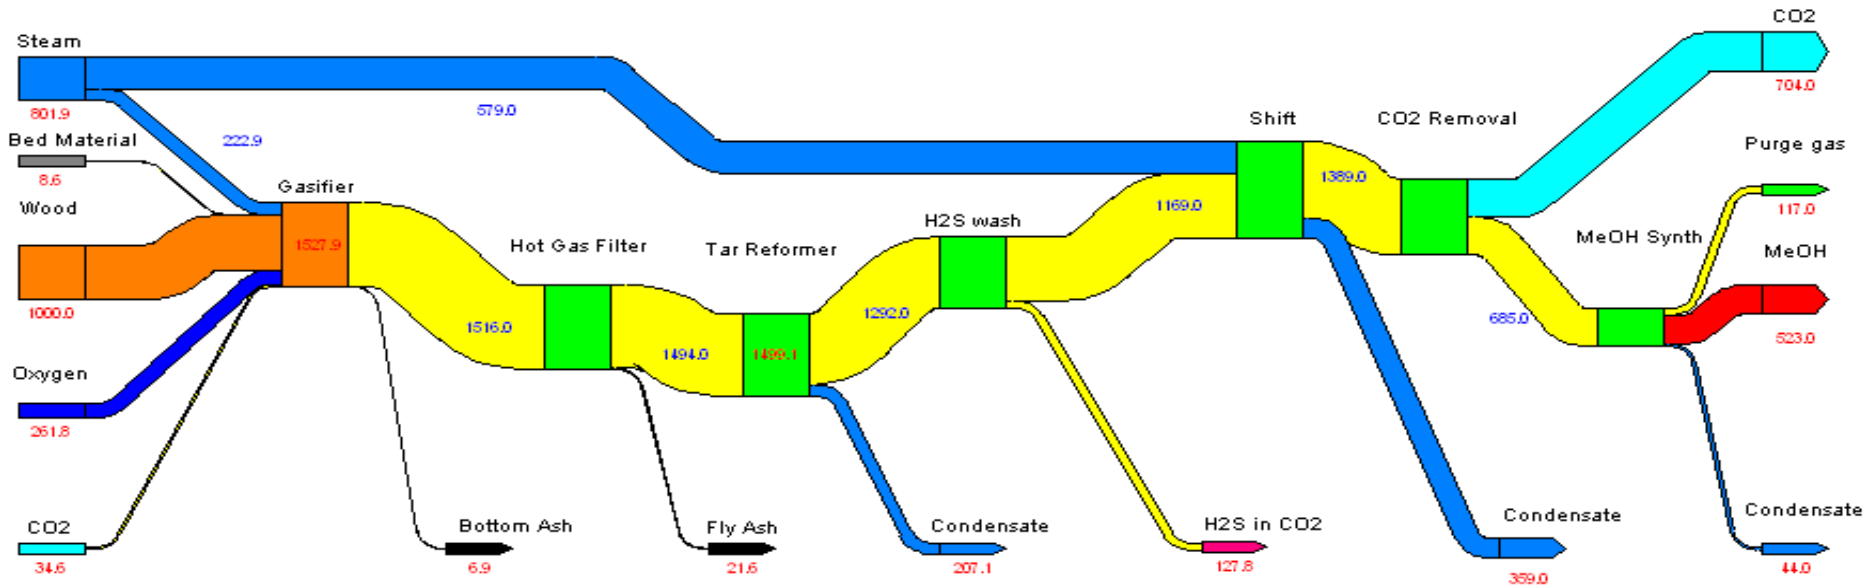 CO2
Steam
704.0
801.9
579.0
Shift
CO2 Removal
Bed Material
222.9
Purge gas
8.6
1389.0
Gasifier
117.0
Wood
1169.0
H2S wash
MeOH Synth
1527.9
Hot Gas Filter
Tar Reformer
MeOH
1000.0
1516.0
1292.0
685.0
1494.0
1499.1
523.0
Oxygen
261.8
CO2
Bottom Ash
Fly Ash
Condensate
H2S in CO2
Condensate
Condensate
34.6
6.9
21.6
207.1
127.8
359.0
44.0